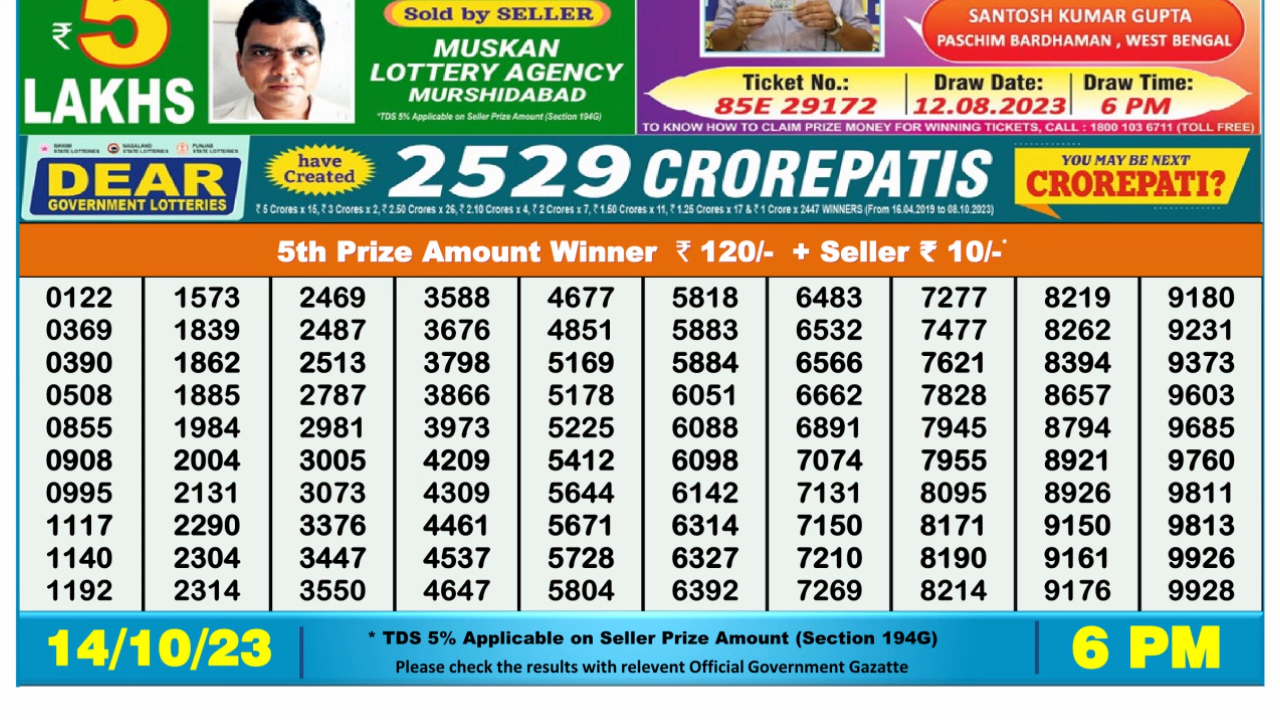 ₹ 5
LAKHS
Sold by SELLER
MUSKAN
LOTTERY AGENCY
MURSHIDABAD
*TDS 5% Applicable on Seller Prize Amount (Section 194G)
SANTOSH KUMAR GUPTA
PASCHIM BARDHAMAN , WEST BENGAL
Ticket No.: Draw Date: Draw Time:
85E 29172 12.08.2023 6 PM
TO KNOW HOW TO CLAIM PRIZE MONEY FOR WINNING TICKETS, CALL : 1800 103 6711 (TOLL FREE)
SIKKIM STATE LOTTERIES NAGALAND STATE LOTTERIES PUNJAB STATE LOTTERIES
DEAR
GOVERNMENT LOTTERIES
have
Created
2529 CROREPATIS
₹ 5 Crores x 15, ₹ 3 Crores x 2, ₹ 2.50 Crores x 26, ₹ 2.10 Crores x 4, ₹ 2 Crores x 7, ₹ 1.50 Crores x 11, ₹ 1.25 Crores x 17 & ₹ 1 Crore x 2447 WINNERS (From 16.04.2019 to 08.10.2023)
YOU MAY BE NEXT
CROREPATI?
5th Prize Amount Winner ₹ 120/- + Seller ₹ 10/-*
0122 1573 2469 3588 4677 5818 6483 7277 8219 9180
0369 1839 2487 3676 4851 5883 6532 7477 8262 9231
0390 1862 2513 3798 5169 5884 6566 7621 8394 9373
0508 1885 2787 3866 5178 6051 6662 7828 8657 9603
0855 1984 2981 3973 5225 6088 6891 7945 8794 9685
0908 2004 3005 4209 5412 6098 7074 7955 8921 9760
0995 2131 3073 4309 5644 6142 7131 8095 8926 9811
1117 2290 3376 4461 5671 6314 7150 8171 9150 9813
1140 2304 3447 4537 5728 6327 7210 8190 9161 9926
1192 2314 3550 4647 5804 6392 7269 8214 9176 9928
14/10/23
* TDS 5% Applicable on Seller Prize Amount (Section 194G)
Please check the results with relevent Official Government Gazatte
6 PM